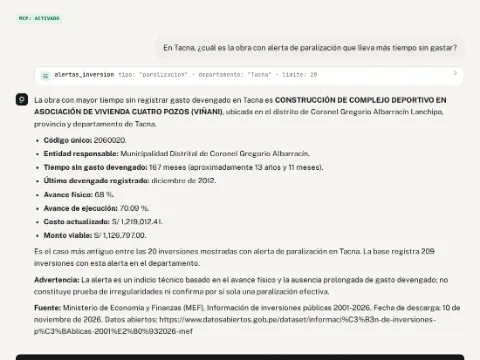 MCP: ACTIVADO
En Tacna, ¿cuál es la obra con alerta de paralización que lleva más tiempo sin gastar?
alertas_inversion tipo: "paralizacion" · departamento: "Tacna" · limite: 20
La obra con mayor tiempo sin registrar gasto devengado en Tacna es CONSTRUCCIÓN DE COMPLEJO DEPORTIVO EN
ASOCIACIÓN DE VIVIENDA CUATRO POZOS (VIÑANI), ubicada en el distrito de Coronel Gregorio Albarracín Lanchipa,
provincia y departamento de Tacna.
• Código único: 2060020.
• Entidad responsable: Municipalidad Distrital de Coronel Gregorio Albarracín.
• Tiempo sin gasto devengado: 167 meses (aproximadamente 13 años y 11 meses).
• Último devengado registrado: diciembre de 2012.
• Avance físico: 68 %.
• Avance de ejecución: 70.09 %.
• Costo actualizado: S/ 1,219,012.41.
• Monto viable: S/ 1,126,797.00.
Es el caso más antiguo entre las 20 inversiones mostradas con alerta de paralización en Tacna. La base registra 209
inversiones con esta alerta en el departamento.
Advertencia: La alerta es un indicio técnico basado en el avance físico y la ausencia prolongada de gasto devengado; no
constituye prueba de irregularidades ni confirma por sí sola una paralización efectiva.
Fuente: Ministerio de Economía y Finanzas (MEF), Información de inversiones públicas 2001-2026. Fecha de descarga: 10 de
noviembre de 2026. Datos abiertos: https://www.datosabiertos.gob.pe/dataset/informaci%C3%B3n-de-inversiones-
p%C3%BAblicas-2001%E2%80%932026-mef